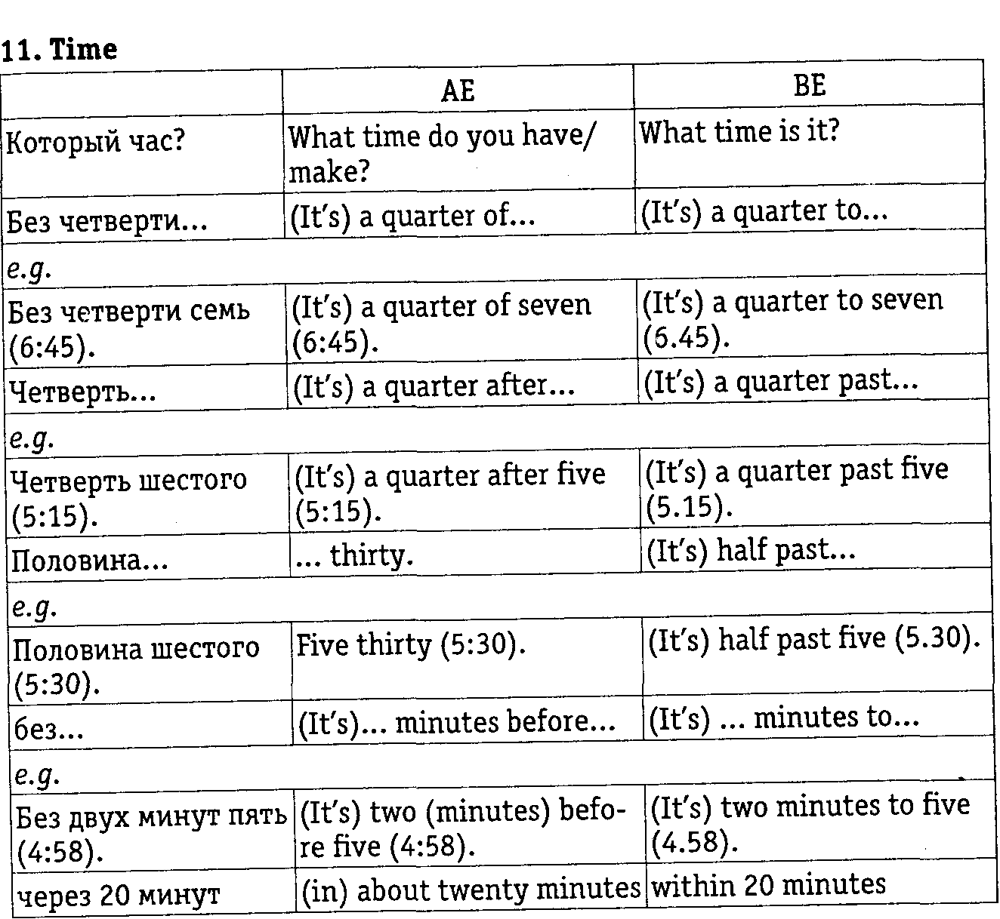 11. Time
AE
BE
Который час?
What time do you have/
make?
What time is it?
Без четверти...
(It's) a quarter of...
(It's) a quarter to...
e.g.
Без четверти семь
(6:45).
(It's) a quarter of seven
(6:45).
(It's) a quarter to seven
(6.45).
Четверть...
(It's) a quarter after...
(It's) a quarter past...
e.g.
Четверть шестого
(5:15).
(It's) a quarter after five
(5:15).
(It's) a quarter past five
(5.15).
Половина...
... thirty.
(It's) half past...
e.g.
Половина шестого
(5:30).
Five thirty (5:30).
(It's) half past five (5.30).
без...
(It's)... minutes before...
(It's) ... minutes to...
e.g.
Без двух минут пять
(4:58).
(It's) two (minutes) befo-
re five (4:58).
(It's) two minutes to five
(4.58).
через 20 минут
(in) about twenty minutes
within 20 minutes